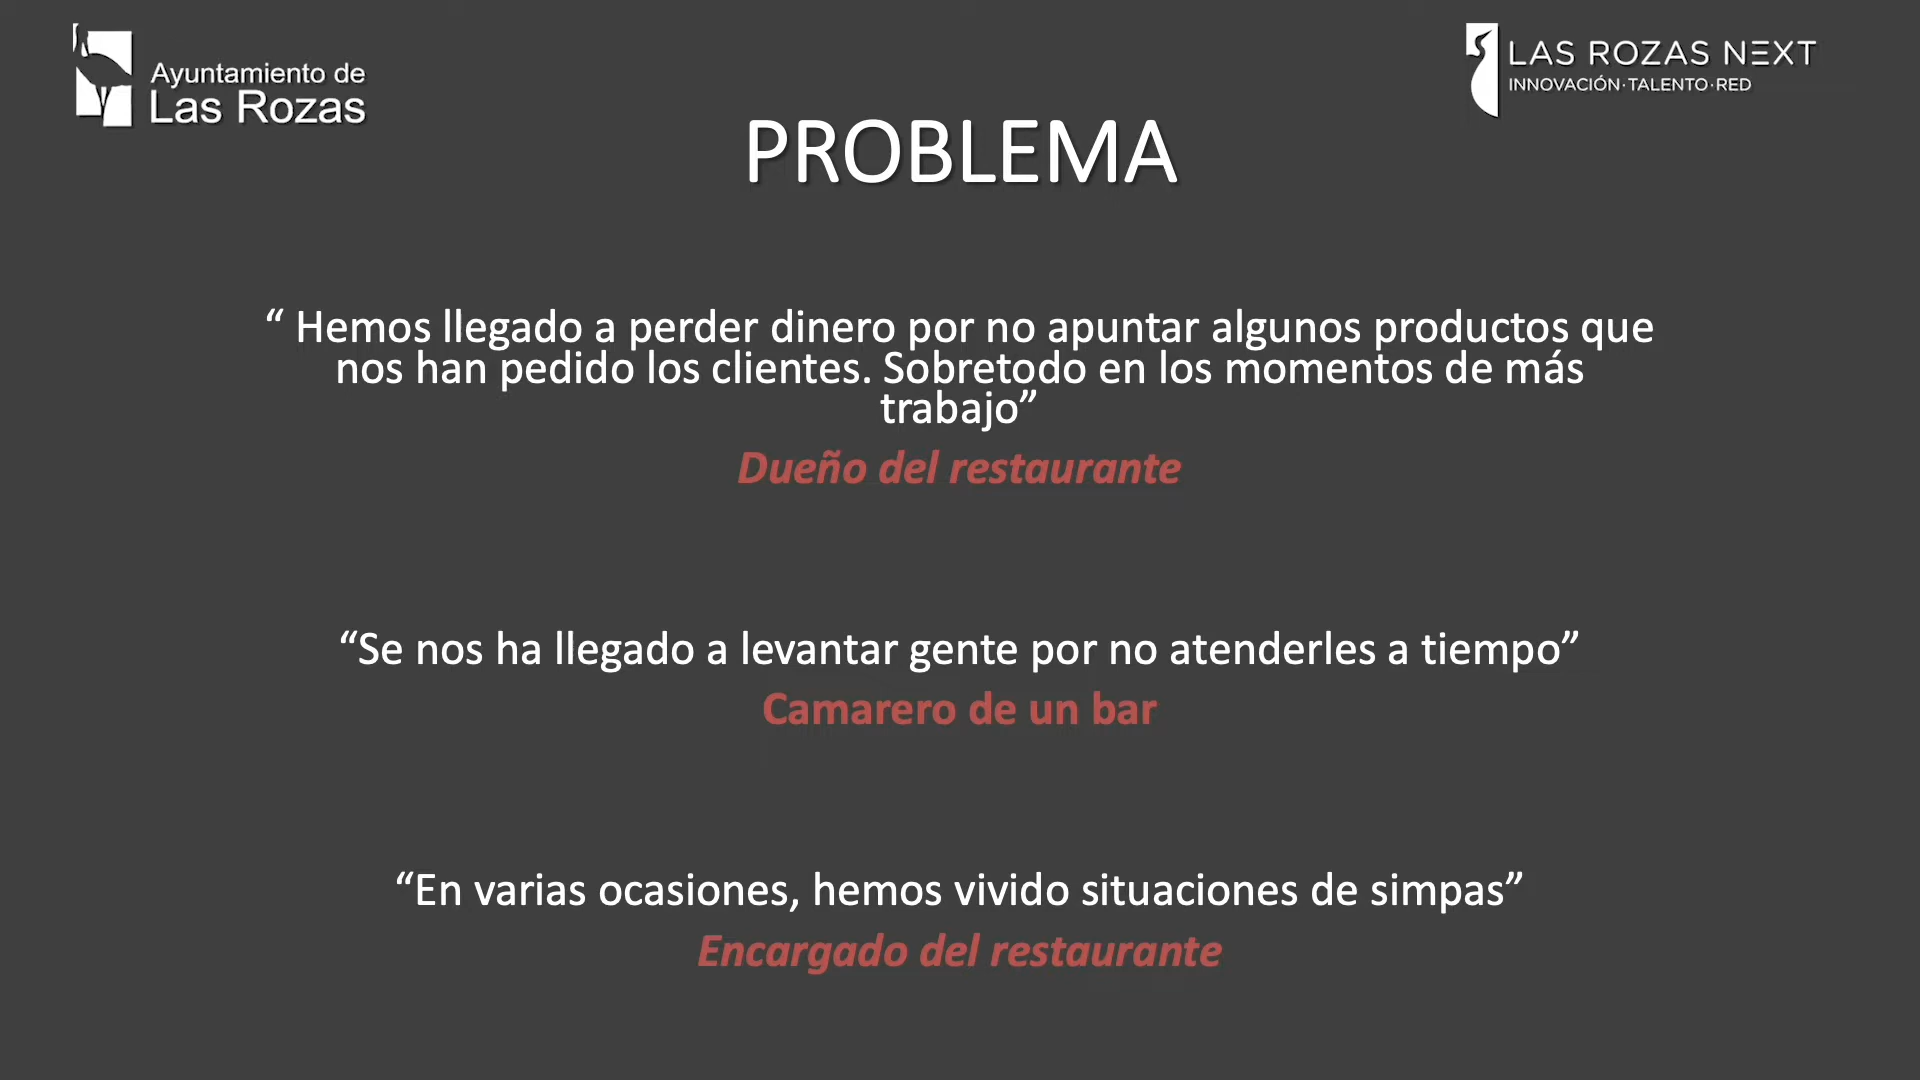 Ayuntamiento de
Las Rozas
LAS ROZAS NEXT
INNOVACIÓN·TALENTO·RED
PROBLEMA
“ Hemos llegado a perder dinero por no apuntar algunos productos que
nos han pedido los clientes. Sobretodo en los momentos de más
trabajo”
Dueño del restaurante
“Se nos ha llegado a levantar gente por no atenderles a tiempo”
Camarero de un bar
“En varias ocasiones, hemos vivido situaciones de simpas”
Encargado del restaurante